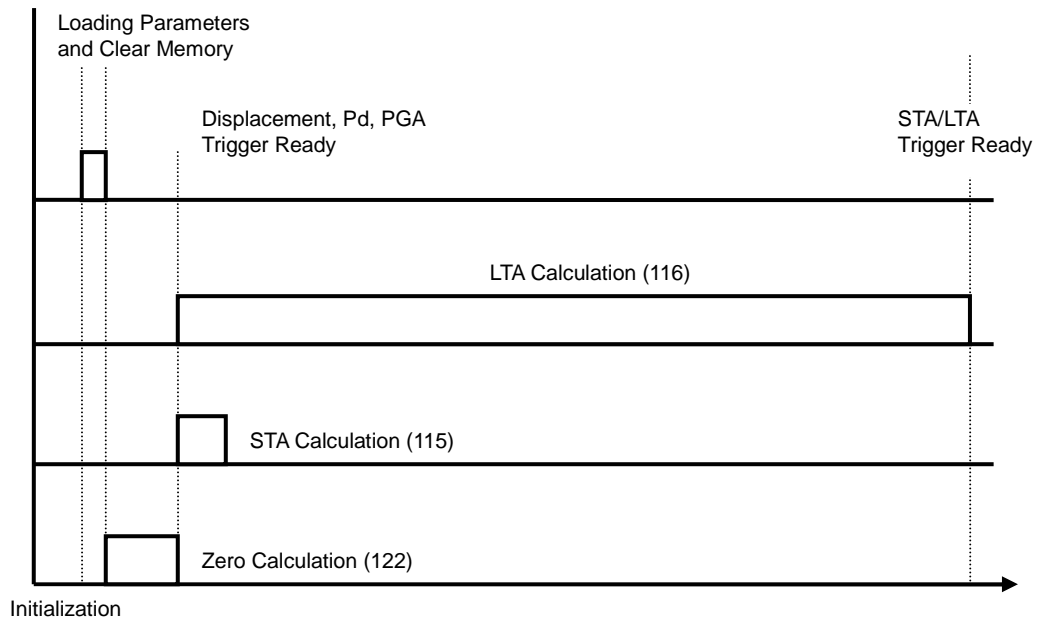 Loading Parameters
and Clear Memory
Displacement, Pd, PGA
Trigger Ready
STA/LTA
Trigger Ready
LTA Calculation (116)
STA Calculation (115)
Zero Calculation (122)
Initialization